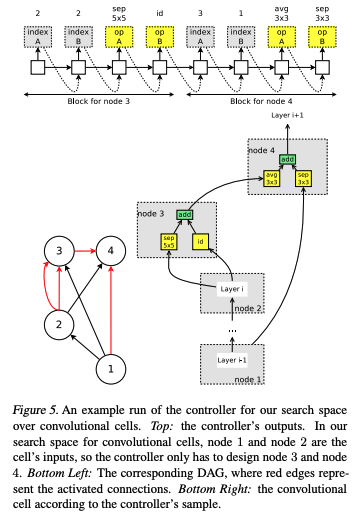 2 2 sep 5x5 id 3 1 avg 3x3 sep 3x3
index A index B op A op B index A index B op A op B
Block for node 3 Block for node 4
Layer i+1
node 4
add
avg 3x3 sep 3x3
node 3
add
sep 5x5 id
3 4
Layer i
node 2
2
...
1
Layer i-1
node 1
Figure 5. An example run of the controller for our search space
over convolutional cells. Top: the controller's outputs. In our
search space for convolutional cells, node 1 and node 2 are the
cell's inputs, so the controller only has to design node 3 and node
4. Bottom Left: The corresponding DAG, where red edges repre-
sent the activated connections. Bottom Right: the convolutional
cell according to the controller's sample.